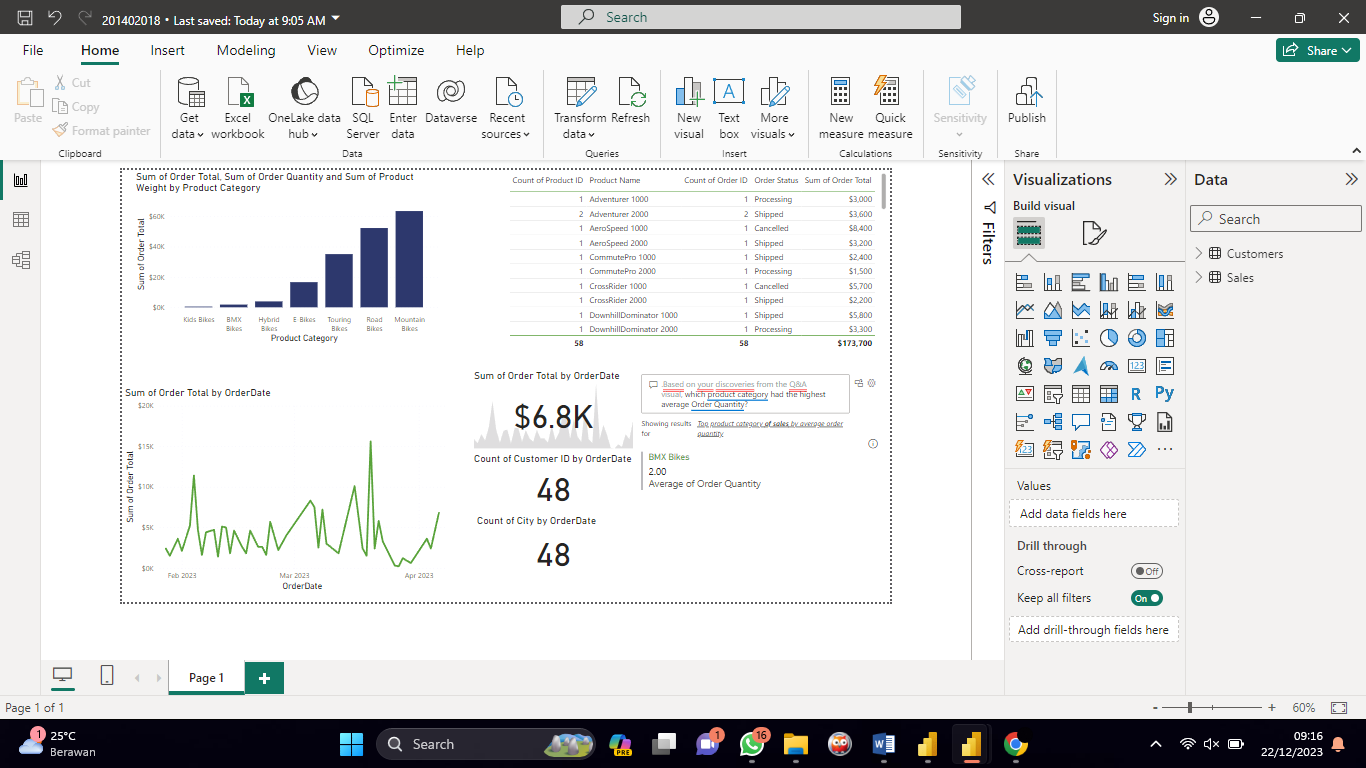 201402018 • Last saved: Today at 9:05 AM
Search
Sign in
File Home Insert Modeling View Optimize Help
Share
Paste
Cut
Copy
Format painter
Clipboard
Get data
Excel workbook
OneLake data hub
SQL Server
Enter data
Dataverse
Recent sources
Data
Transform data
Refresh
Queries
New visual
Text box
More visuals
Insert
New measure
Quick measure
Calculations
Sensitivity
Sensitivity
Publish
Share
Sum of Order Total, Sum of Order Quantity and Sum of Product
Weight by Product Category
Sum of Order Total
$60K
$40K
$20K
$0K
Kids Bikes BMX Bikes Hybrid Bikes E Bikes Touring Bikes Road Bikes Mountain Bikes
Product Category
Count of Product ID Product Name Count of Order ID Order Status Sum of Order Total
1 Adventurer 1000 1 Processing $3,000
2 Adventurer 2000 2 Shipped $3,600
1 AeroSpeed 1000 1 Cancelled $8,400
1 AeroSpeed 2000 1 Shipped $3,200
1 CommutePro 1000 1 Shipped $2,400
1 CommutePro 2000 1 Processing $1,500
1 CrossRider 1000 1 Cancelled $5,700
1 CrossRider 2000 1 Shipped $2,200
1 DownhillDominator 1000 1 Shipped $5,800
1 DownhillDominator 2000 1 Processing $3,300
58 58 $173,700
Sum of Order Total by OrderDate
Sum of Order Total
$20K
$15K
$10K
$5K
$0K
Feb 2023 Mar 2023 Apr 2023
OrderDate
Sum of Order Total by OrderDate
$6.8K
Count of Customer ID by OrderDate
48
Count of City by OrderDate
48
Based on your discoveries from the Q&A
visual, which product category had the highest
average Order Quantity?
Showing results for Top product category of sales by average order quantity
BMX Bikes
2.00
Average of Order Quantity
Filters
Visualizations
Build visual
123
R
Py
123
Values
Add data fields here
Drill through
Cross-report Off
Keep all filters On
Add drill-through fields here
Data
Search
Customers
Sales
Page 1
Page 1 of 1
- + 60%
1
25°C
Berawan
Search
PRE
1
16
09:16
22/12/2023